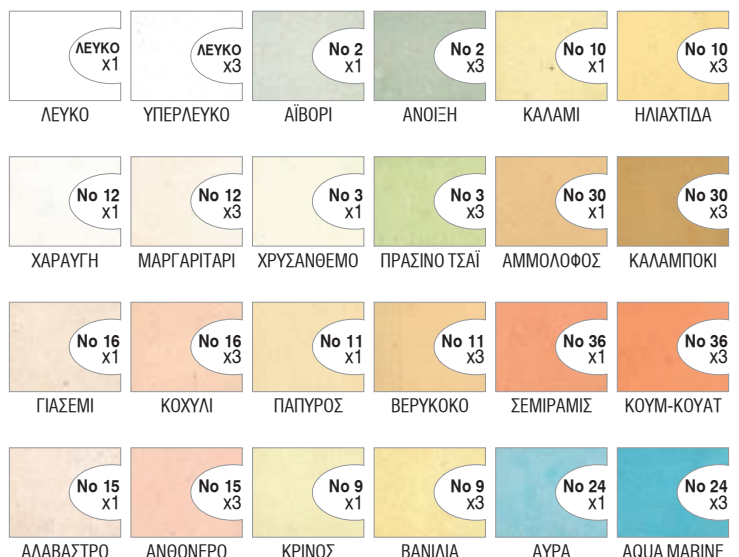 ΛΕΥΚΟ x1
ΛΕΥΚΟ x3
No 2 x1
No 2 x3
No 10 x1
No 10 x3
ΛΕΥΚΟ
ΥΠΕΡΛΕΥΚΟ
ΑΪΒΟΡΙ
ΑΝΟΙΞΗ
ΚΑΛΑΜΙ
ΗΛΙΑΧΤΙΔΑ
No 12 x1
No 12 x3
No 3 x1
No 3 x3
No 30 x1
No 30 x3
ΧΑΡΑΥΓΗ
ΜΑΡΓΑΡΙΤΑΡΙ
ΧΡΥΣΑΝΘΕΜΟ
ΠΡΑΣΙΝΟ ΤΣΑΪ
ΑΜΜΟΛΟΦΟΣ
ΚΑΛΑΜΠΟΚΙ
No 16 x1
No 16 x3
No 11 x1
No 11 x3
No 36 x1
No 36 x3
ΓΙΑΣΕΜΙ
ΚΟΧΥΛΙ
ΠΑΠΥΡΟΣ
ΒΕΡΥΚΟΚΟ
ΣΕΜΙΡΑΜΙΣ
ΚΟΥΜ-ΚΟΥΑΤ
No 15 x1
No 15 x3
No 9 x1
No 9 x3
No 24 x1
No 24 x3
ΑΛΑΒΑΣΤΡΟ
ΑΝΘΟΝΕΡΟ
ΚΡΙΝΟΣ
ΒΑΝΙΛΙΑ
ΑΥΡΑ
AQUA MARINE